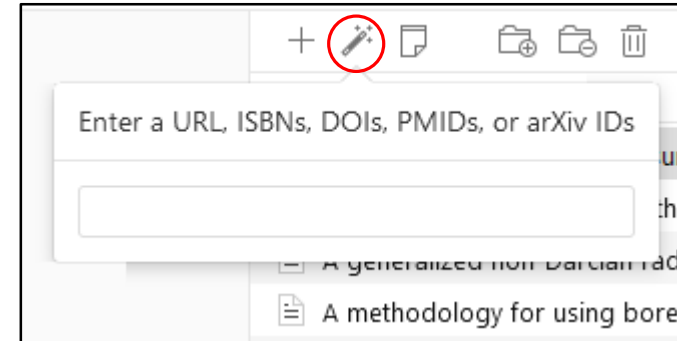 Enter a URL, ISBNs, DOIs, PMIDs, or arXiv IDs
A generalized non Darcian rad
A methodology for using bore